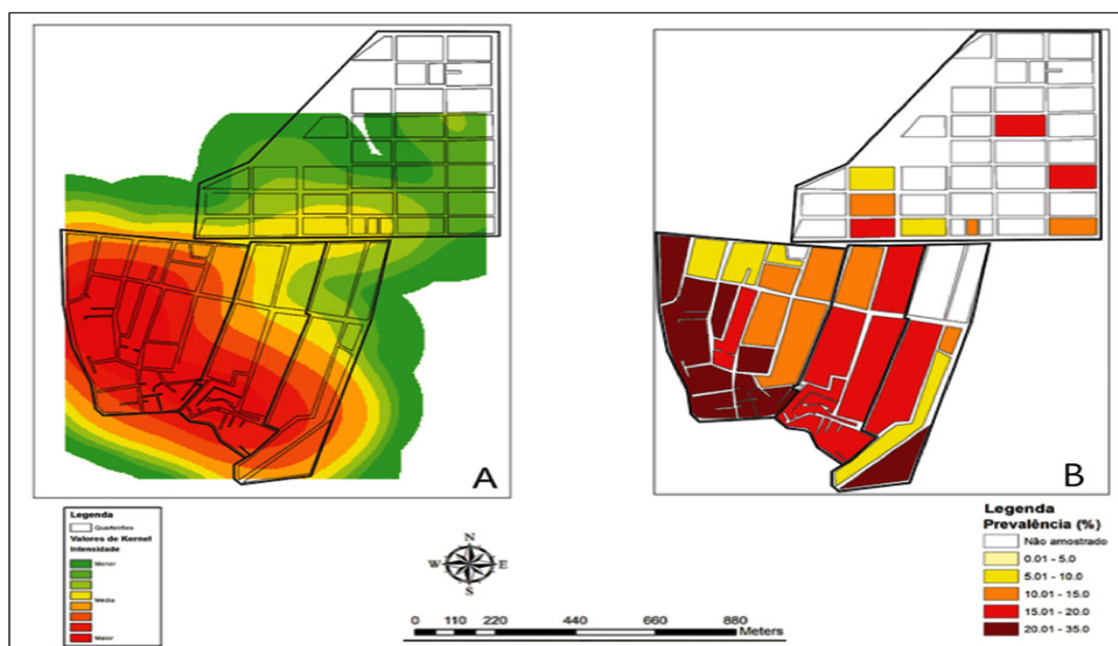 A
B
Legenda
Quarteirões
Valores de Kernel
Intensidade
Menor
Média
Maior
N
W E
S
0 110 220 440 660 880
Meters
Legenda
Prevalência (%)
Não amostrado
0.01 - 5.0
5.01 - 10.0
10.01 - 15.0
15.01 - 20.0
20.01 - 35.0